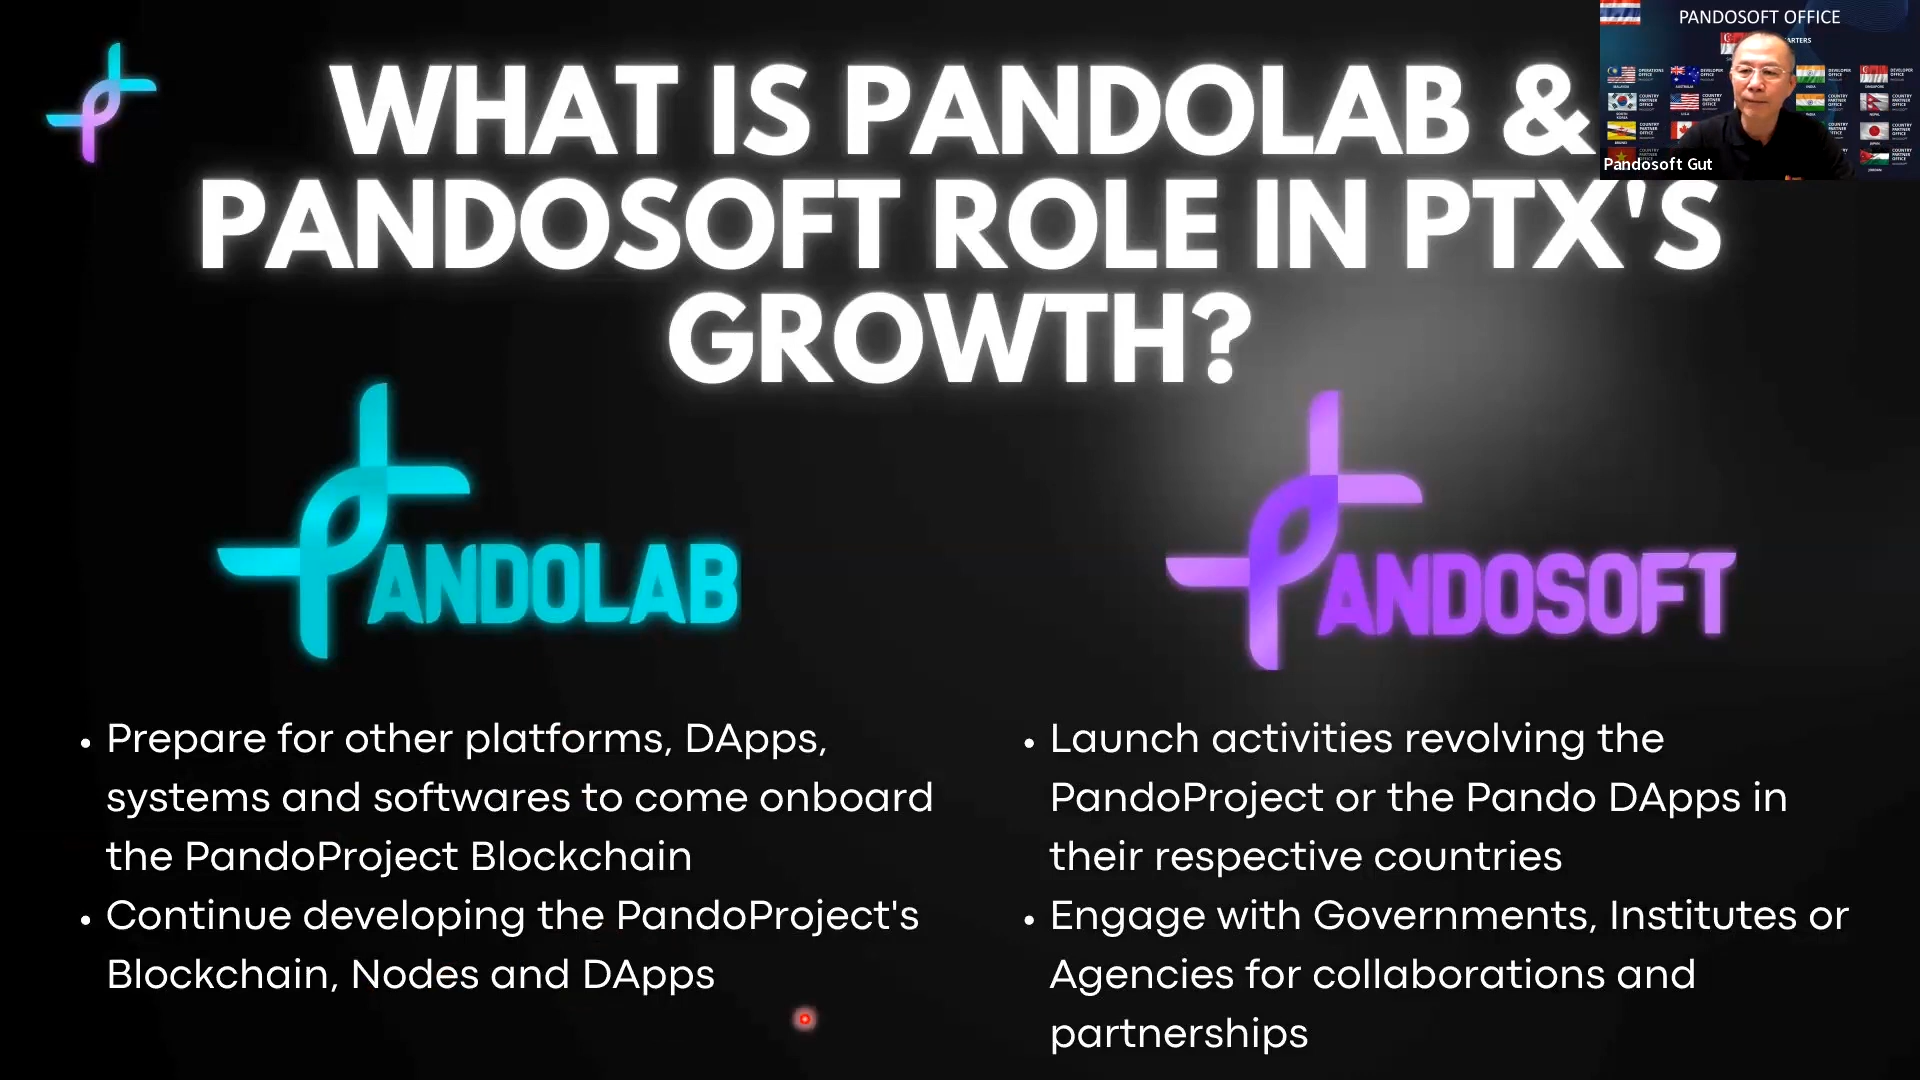 PANDOSOFT OFFICE
WHAT IS PANDOLAB &
PANDOSOFT ROLE IN PTX'S
GROWTH?
Pandosoft Gut
PANDOLAB
PANDOSOFT
• Prepare for other platforms, DApps,
systems and softwares to come onboard
the PandoProject Blockchain
• Continue developing the PandoProject's
Blockchain, Nodes and DApps
• Launch activities revolving the
PandoProject or the Pando DApps in
their respective countries
• Engage with Governments, Institutes or
Agencies for collaborations and
partnerships